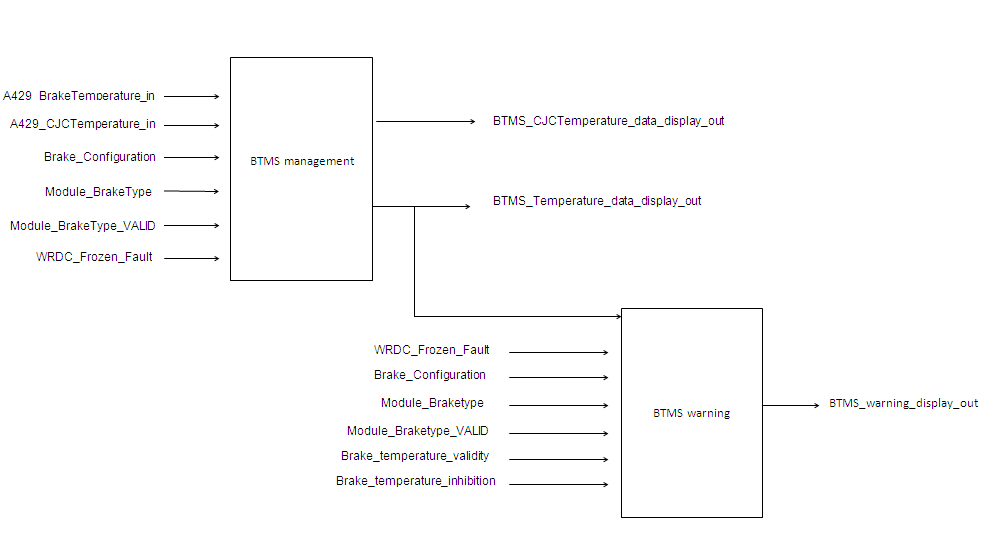 A429_BrakeTemperature_in
A429_CJCTemperature_in
Brake_Configuration
Module_BrakeType
Module_BrakeType_VALID
WRDC_Frozen_Fault
BTMS management
BTMS_CJCTemperature_data_display_out
BTMS_Temperature_data_display_out
WRDC_Frozen_Fault
Brake_Configuration
Module_Braketype
Module_Braketype_VALID
Brake_temperature_validity
Brake_temperature_inhibition
BTMS warning
BTMS_warning_display_out